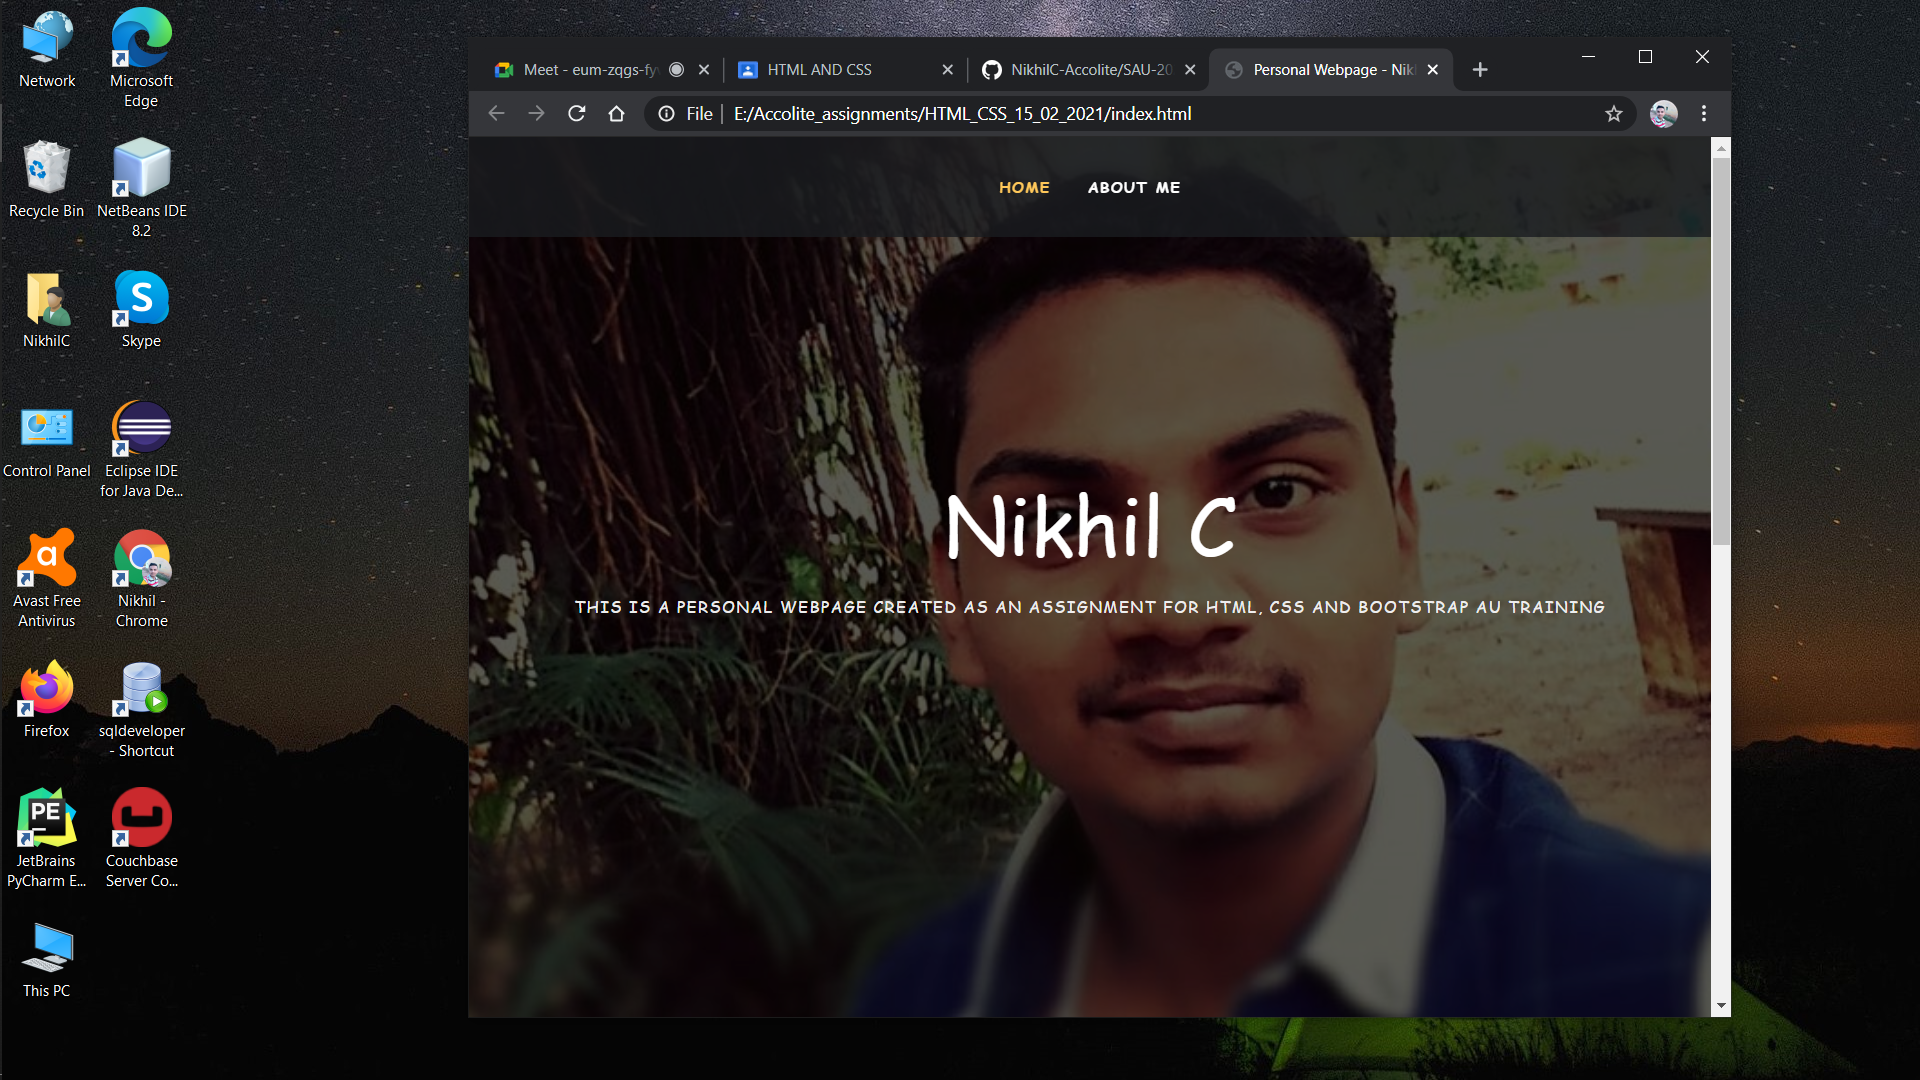 Network
Microsoft
Edge
Recycle Bin
NetBeans IDE
8.2
NikhilC
Skype
Control Panel
Eclipse IDE
for Java De...
Avast Free
Antivirus
Nikhil -
Chrome
Firefox
sqldeveloper
- Shortcut
PE
JetBrains
PyCharm E...
Couchbase
Server Co...
This PC
Meet - eum-zqgs-fy
HTML AND CSS
NikhilC-Accolite/SAU-20
Personal Webpage - Nik
File | E:/Accolite_assignments/HTML_CSS_15_02_2021/index.html
HOME ABOUT ME
Nikhil C
THIS IS A PERSONAL WEBPAGE CREATED AS AN ASSIGNMENT FOR HTML, CSS AND BOOTSTRAP AU TRAINING